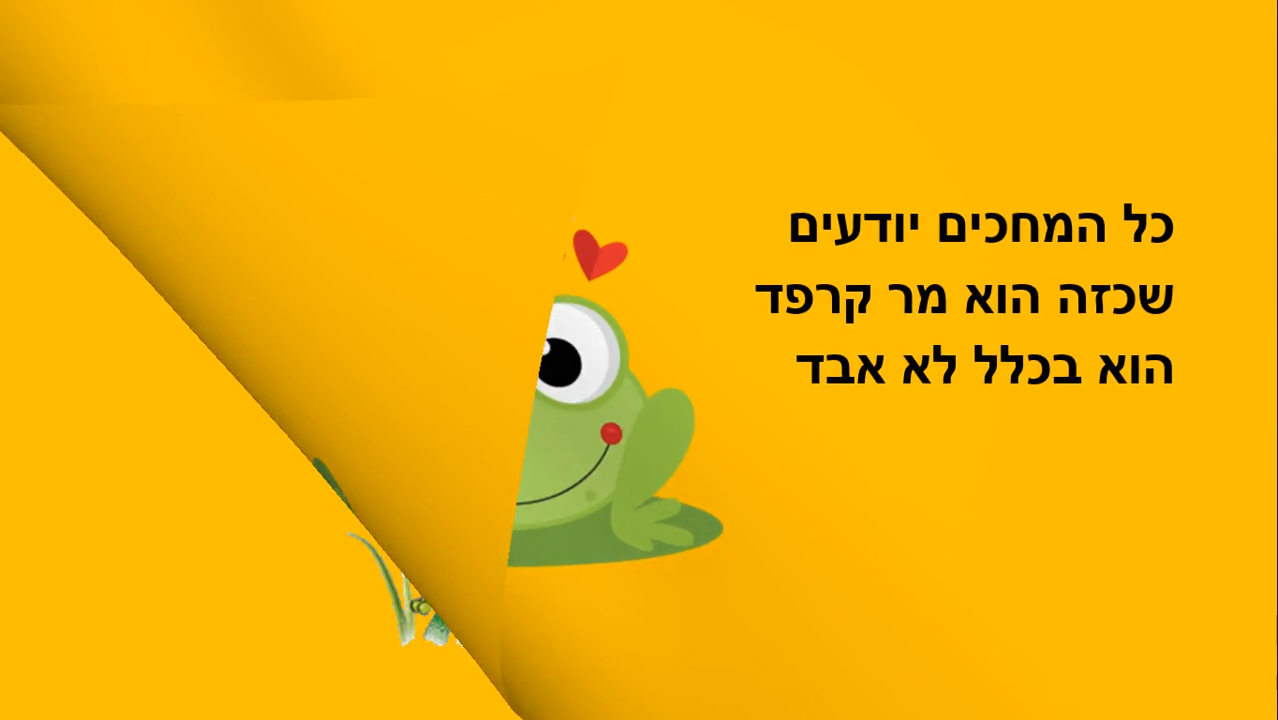 כל המחכים יודעים
שכזה הוא מר קרפד
הוא בכלל לא אבד